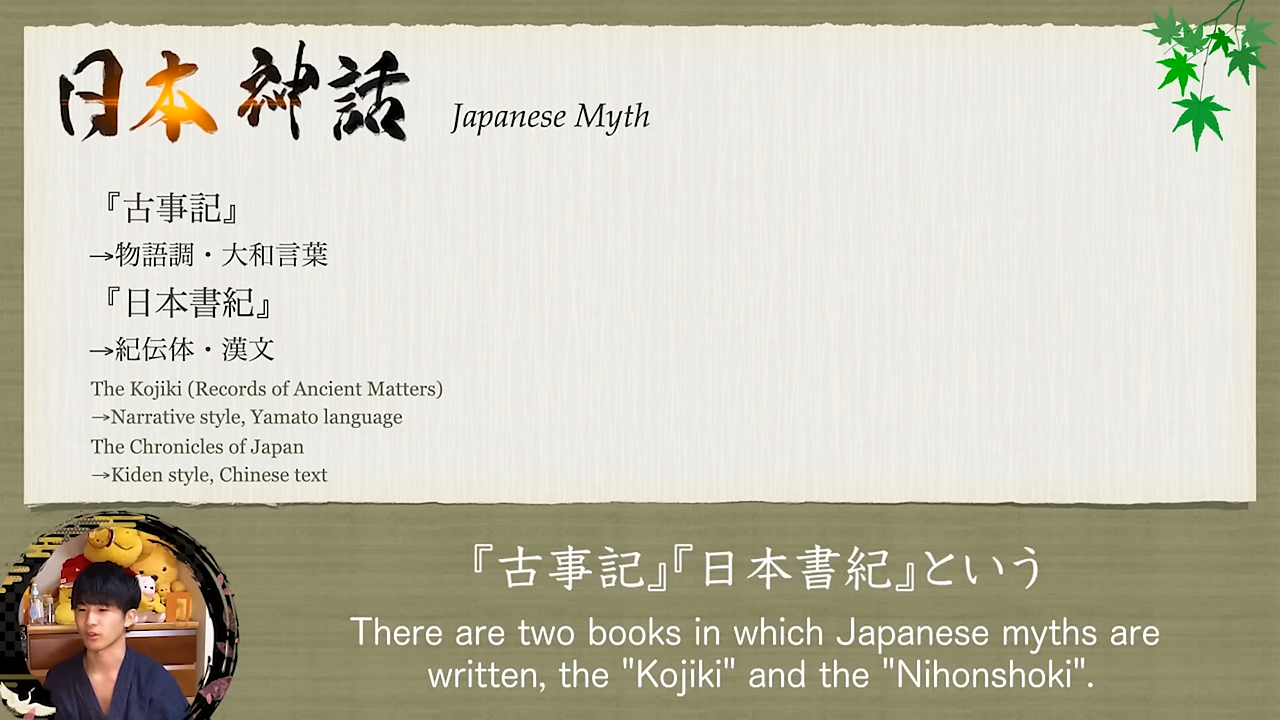 日本神話
Japanese Myth
『古事記』
→物語調・大和言葉
『日本書紀』
→紀伝体・漢文
The Kojiki (Records of Ancient Matters)
→Narrative style, Yamato language
The Chronicles of Japan
→Kiden style, Chinese text
『古事記』『日本書紀』という
There are two books in which Japanese myths are
written, the "Kojiki" and the "Nihonshoki".